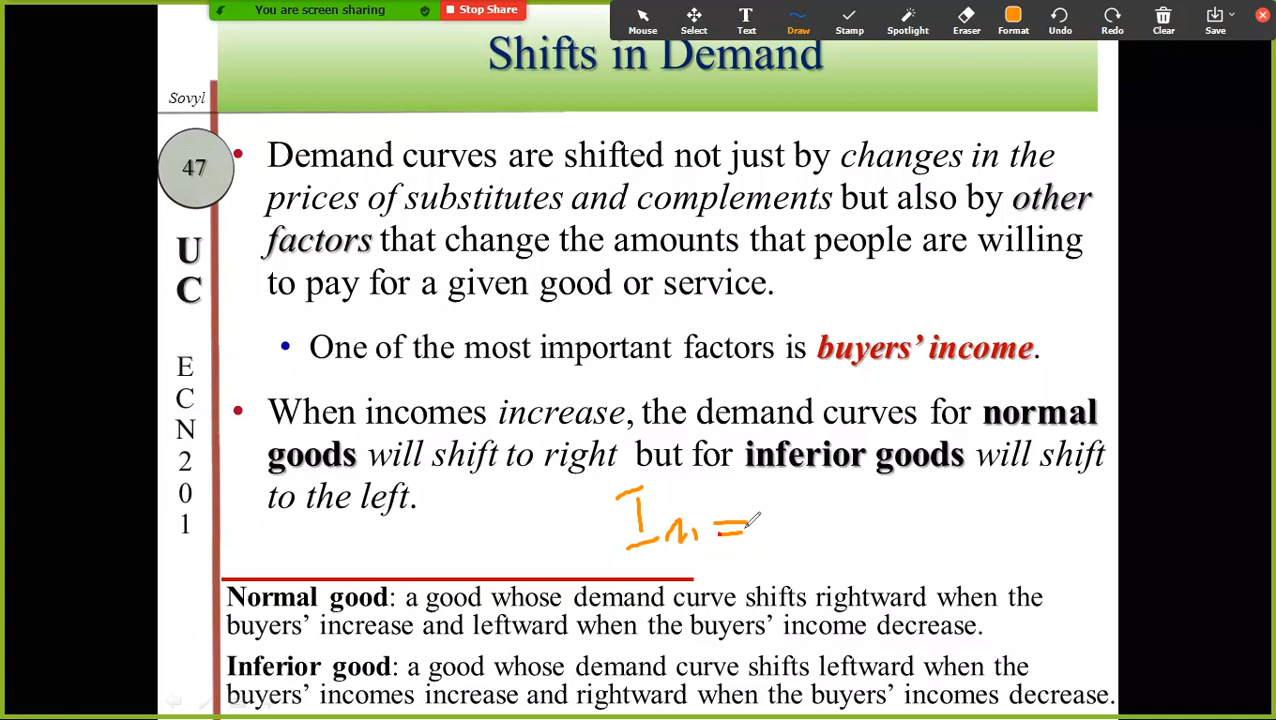 You are screen sharing
Stop Share
Mouse
Select
Text
Draw
Stamp
Spotlight
Eraser
Format
Undo
Redo
Clear
Save
Shifts in Demand
Sovyl
47
U
C
E
C
N
2
0
1
• Demand curves are shifted not just by changes in the
prices of substitutes and complements but also by other
factors that change the amounts that people are willing
to pay for a given good or service.
• One of the most important factors is buyers’ income.
• When incomes increase, the demand curves for normal
goods will shift to right but for inferior goods will shift
to the left.
In =
Normal good: a good whose demand curve shifts rightward when the
buyers’ increase and leftward when the buyers’ income decrease.
Inferior good: a good whose demand curve shifts leftward when the
buyers’ incomes increase and rightward when the buyers’ incomes decrease.